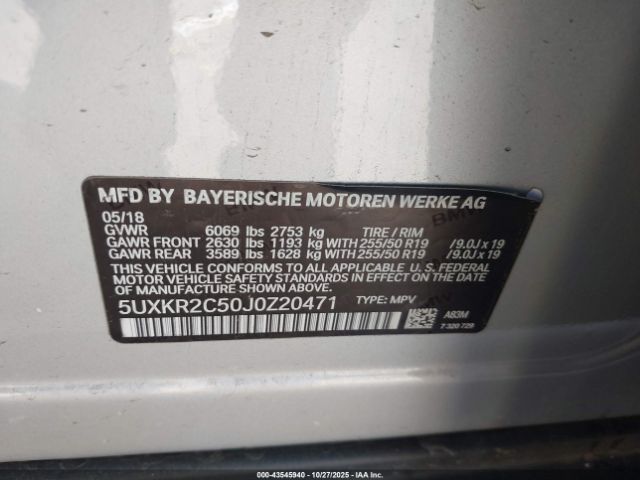 MFD BY BAYERISCHE MOTOREN WERKE AG
05/18
GVWR 6069 lbs 2753 kg TIRE / RIM
GAWR FRONT 2630 lbs 1193 kg WITH 255/50 R19 /9.0J x 19
GAWR REAR 3589 lbs 1628 kg WITH 255/50 R19 /9.0J x 19
THIS VEHICLE CONFORMS TO ALL APPLICABLE U.S. FEDERAL
MOTOR VEHICLE SAFETY STANDARDS IN EFFECT ON THE DATE
OF MANUFACTURE SHOWN ABOVE.
5UXKR2C50J0Z20471 TYPE: MPV
A83M
7 320 729
000-43545940 - 10/27/2025 - IAAI.COM